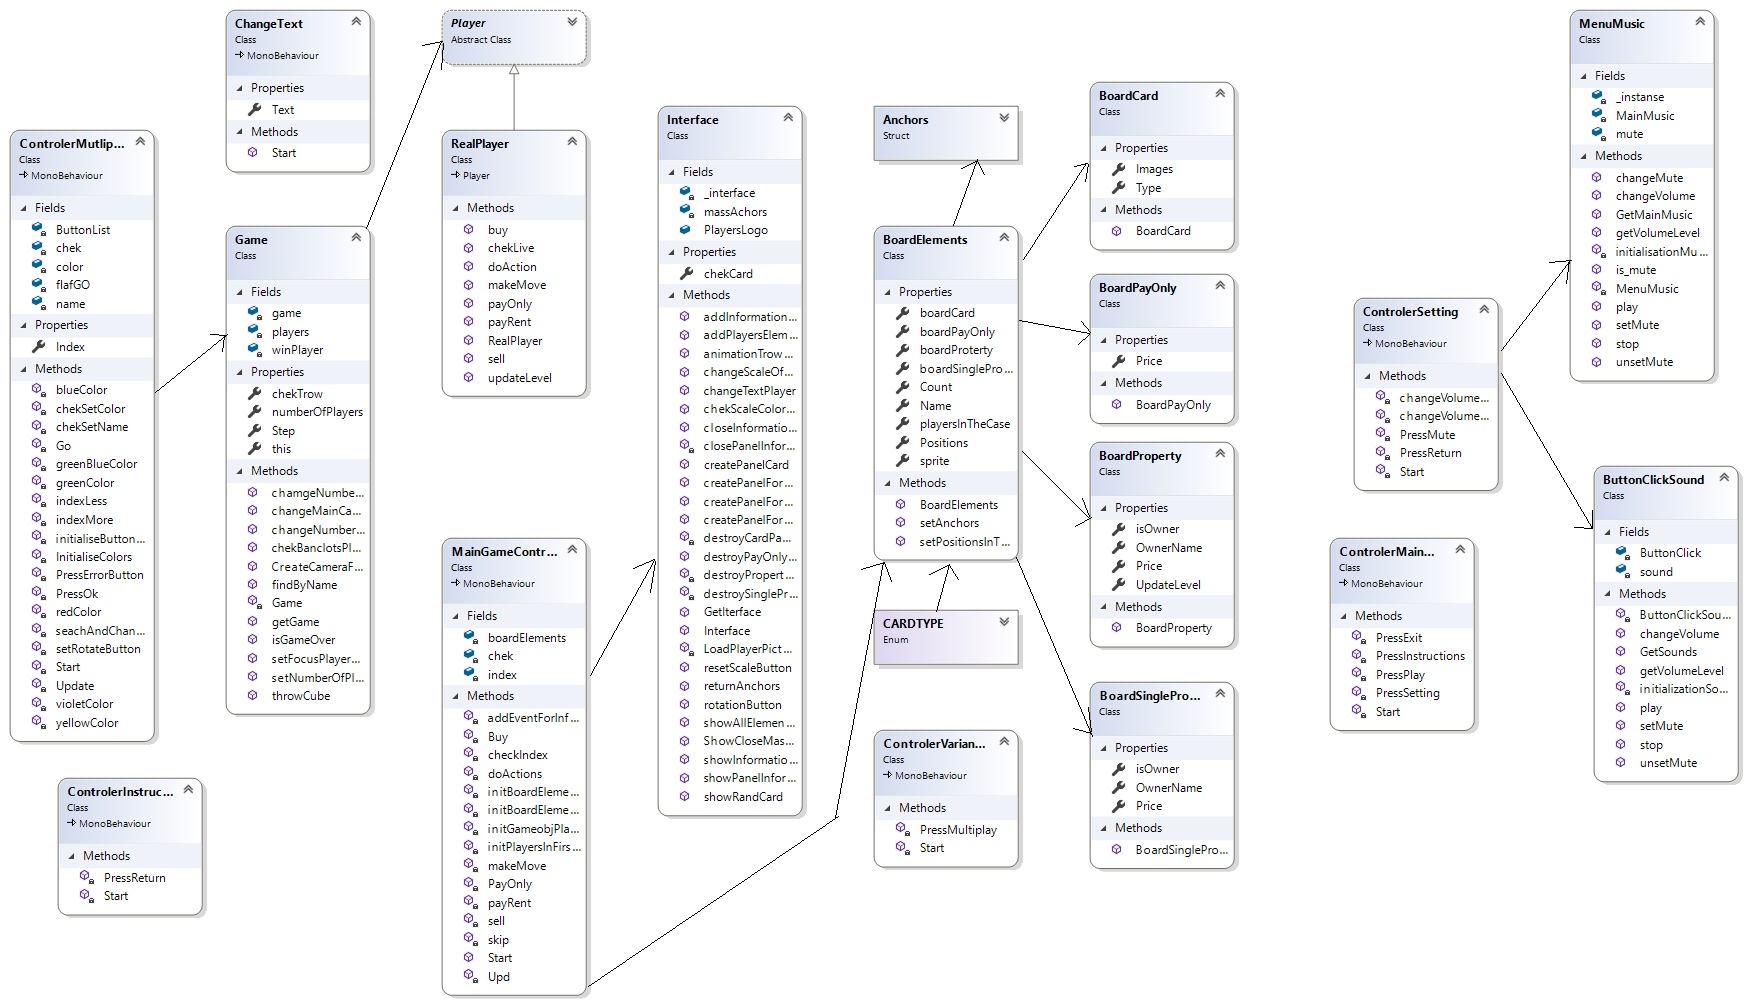 ChangeText
Class
MonoBehaviour
Properties
Text
Methods
Start
Player
Abstract Class
MenuMusic
Class
Fields
_instanse
MainMusic
mute
Methods
changeMute
changeVolume
GetMainMusic
getVolumeLevel
initialisationMu...
is_mute
MenuMusic
play
setMute
stop
unsetMute
ControlerMutlip...
Class
MonoBehaviour
Fields
ButtonList
chek
color
flafGO
name
Properties
Index
Methods
blueColor
chekSetColor
chekSetName
Go
greenBlueColor
greenColor
indexLess
indexMore
initialiseButton...
InitialiseColors
PressErrorButton
PressOk
redColor
seachAndChan...
setRotateButton
Start
Update
violetColor
yellowColor
Game
Class
Fields
game
players
winPlayer
Properties
chekTrow
numberOfPlayers
Step
this
Methods
chamgeNumbe...
changeMainCa...
changeNumber...
chekBanclotsPl...
CreateCameraF...
findByName
Game
getGame
isGameOver
setFocusPlayer...
setNumberOfPl...
throwCube
RealPlayer
Class
Player
Methods
buy
chekLive
doAction
makeMove
payOnly
payRent
RealPlayer
sell
updateLevel
Interface
Class
Fields
_interface
massAchors
PlayersLogo
Properties
chekCard
Methods
addInformation...
addPlayersElem...
animationTrow...
changeScaleOf...
changeTextPlayer
chekScaleColor...
closeInformatio...
closePanelInfor...
createPanelCard
createPanelFor...
createPanelFor...
createPanelFor...
destroyCardPa...
destroyPayOnly...
destroyPropert...
destroySinglePr...
GetIterface
Interface
LoadPlayerPict...
resetScaleButton
returnAnchors
rotationButton
showAllElemen...
ShowCloseMas...
showInformatio...
showPanelInfor...
showRandCard
Anchors
Struct
BoardElements
Class
Properties
boardCard
boardPayOnly
boardProterty
boardSinglePro...
Count
Name
playersInTheCase
Positions
sprite
Methods
BoardElements
setAnchors
setPositionsInT...
BoardCard
Class
Properties
Images
Type
Methods
BoardCard
BoardPayOnly
Class
Properties
Price
Methods
BoardPayOnly
BoardProperty
Class
Properties
isOwner
OwnerName
Price
UpdateLevel
Methods
BoardProperty
ControlerSetting
Class
MonoBehaviour
Methods
changeVolume...
changeVolume...
PressMute
PressReturn
Start
ButtonClickSound
Class
Fields
ButtonClick
sound
Methods
ButtonClickSou...
changeVolume
GetSounds
getVolumeLevel
initializationSo...
play
setMute
stop
unsetMute
MainGameContr...
Class
MonoBehaviour
Fields
boardElements
chek
index
Methods
addEventForInf...
Buy
checkIndex
doActions
initBoardEleme...
initBoardEleme...
initGameobjPla...
initPlayersInFirs...
makeMove
PayOnly
payRent
sell
skip
Start
Upd
CARDTYPE
Enum
ControlerMain...
Class
MonoBehaviour
Methods
PressExit
PressInstructions
PressPlay
PressSetting
Start
BoardSinglePro...
Class
Properties
isOwner
OwnerName
Price
Methods
BoardSinglePro...
ControlerVarian...
Class
MonoBehaviour
Methods
PressMultiplay
Start
ControlerInstruc...
Class
MonoBehaviour
Methods
PressReturn
Start